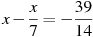 x − x/7 = −39/14